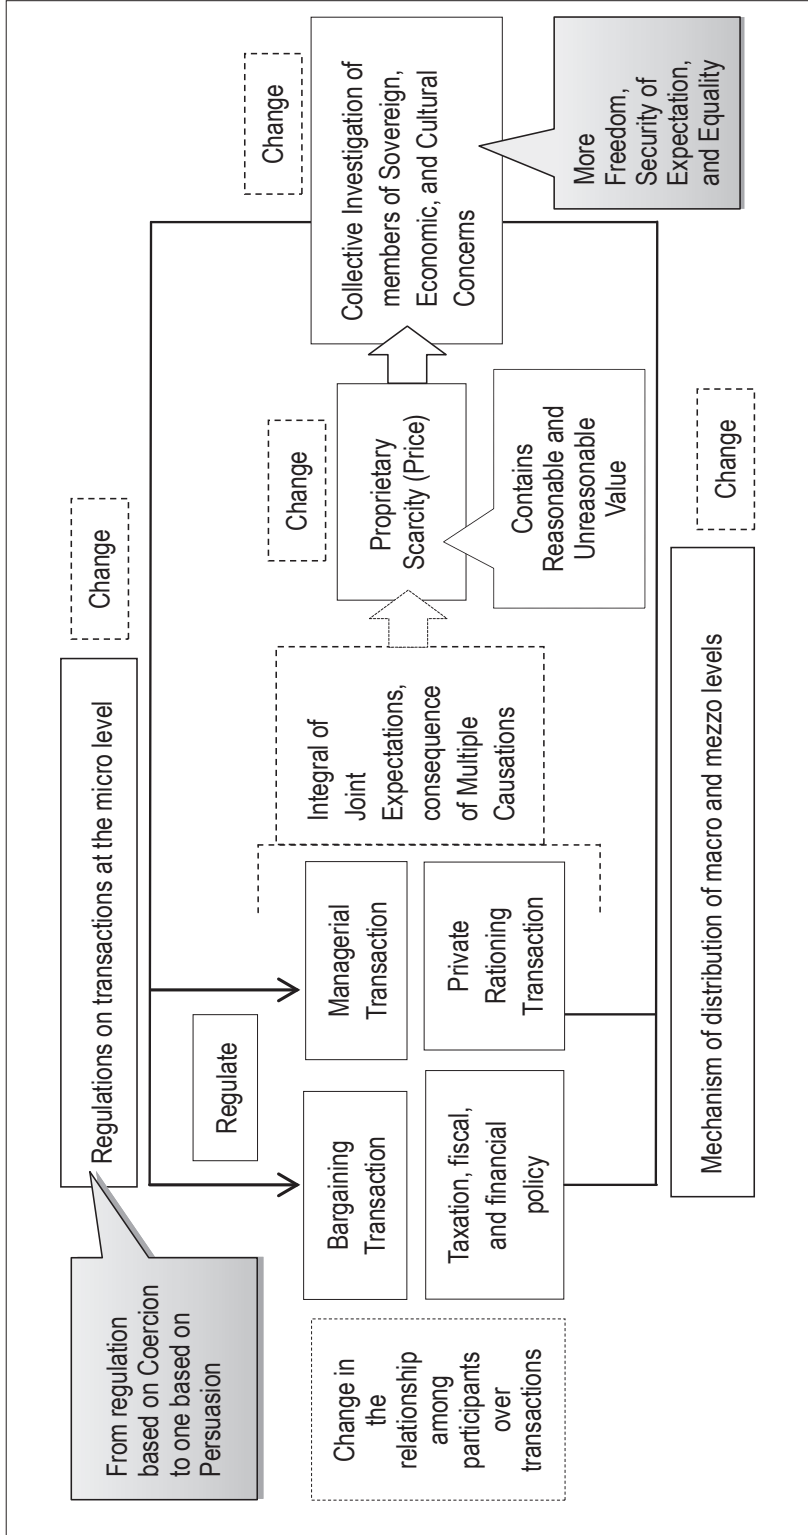 From regulation
based on Coercion
to one based on
Persuasion
Regulations on transactions at the micro level
Change
Change in
the
relationship
among
participants
over
transactions
Regulate
Bargaining
Transaction
Managerial
Transaction
Taxation, fiscal,
and financial
policy
Private
Rationing
Transaction
Integral of
Joint
Expectations,
consequence
of Multiple
Causations
Change
Proprietary
Scarcity (Price)
Contains
Reasonable and
Unreasonable
Value
Change
Collective Investigation of
members of Sovereign,
Economic, and Cultural
Concerns
More
Freedom,
Security of
Expectation,
and Equality
Mechanism of distribution of macro and mezzo levels
Change